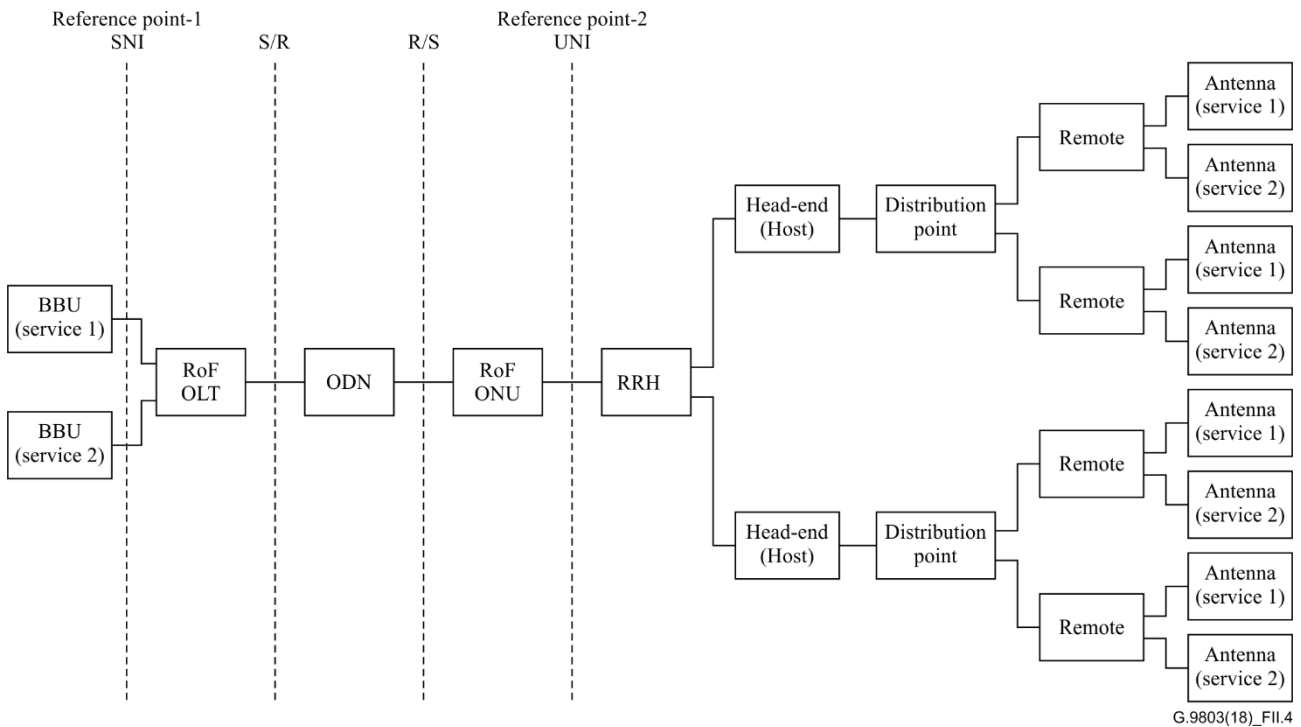 Reference point-1
SNI
S/R
R/S
Reference point-2
UNI
BBU
(service 1)
BBU
(service 2)
RoF
OLT
ODN
RoF
ONU
RRH
Head-end
(Host)
Distribution
point
Remote
Antenna
(service 1)
Antenna
(service 2)
Remote
Antenna
(service 1)
Antenna
(service 2)
Head-end
(Host)
Distribution
point
Remote
Antenna
(service 1)
Antenna
(service 2)
Remote
Antenna
(service 1)
Antenna
(service 2)
G.9803(18)_FII.4